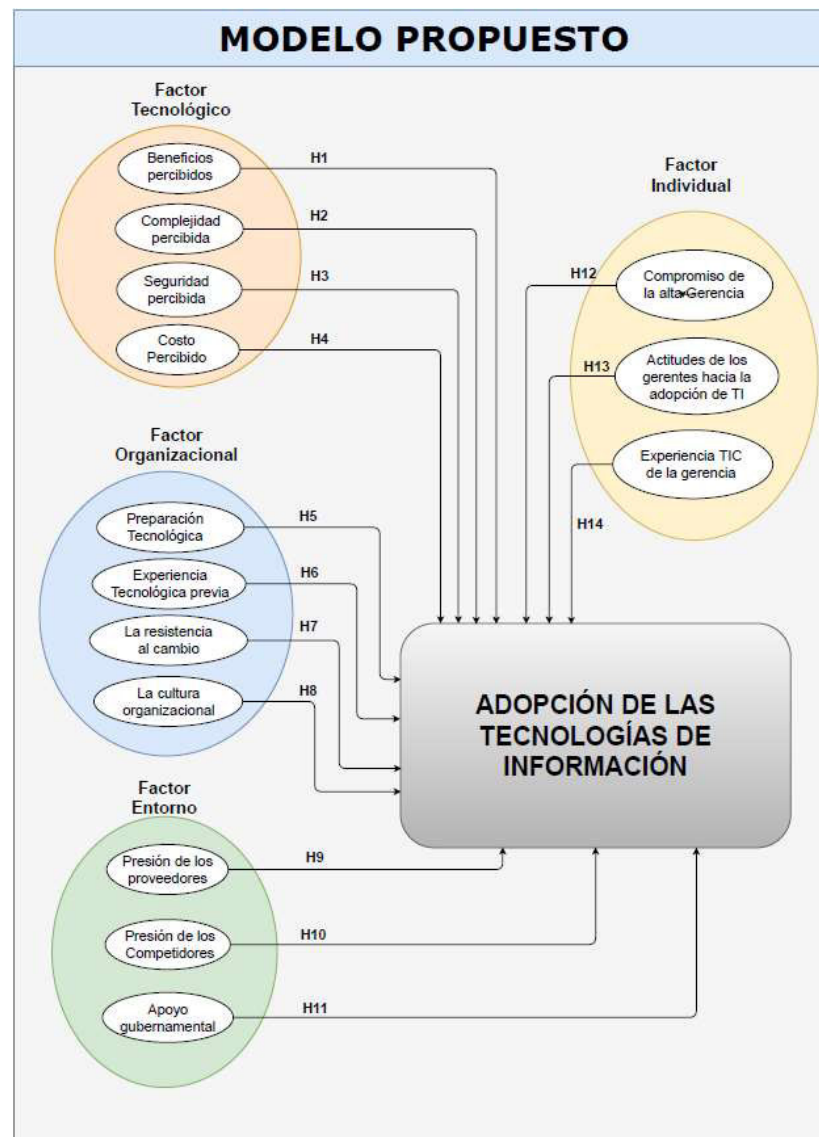 MODELO PROPUESTO
Factor
Tecnológico
Beneficios
percibidos
H1
Complejidad
percibida
H2
Seguridad
percibida
H3
Costo
Percibido
H4
Factor
Individual
H12
Compromiso de
la alta Gerencia
H13
Actitudes de los
gerentes hacia la
adopción de TI
Experiencia TIC
de la gerencia
H14
Factor
Organizacional
Preparación
Tecnológica
H5
Experiencia
Tecnológica previa
H6
La resistencia
al cambio
H7
La cultura
organizacional
H8
ADOPCIÓN DE LAS
TECNOLOGÍAS DE
INFORMACIÓN
Factor
Entorno
Presión de los
proveedores
H9
Presión de los
Competidores
H10
Apoyo
gubernamental
H11